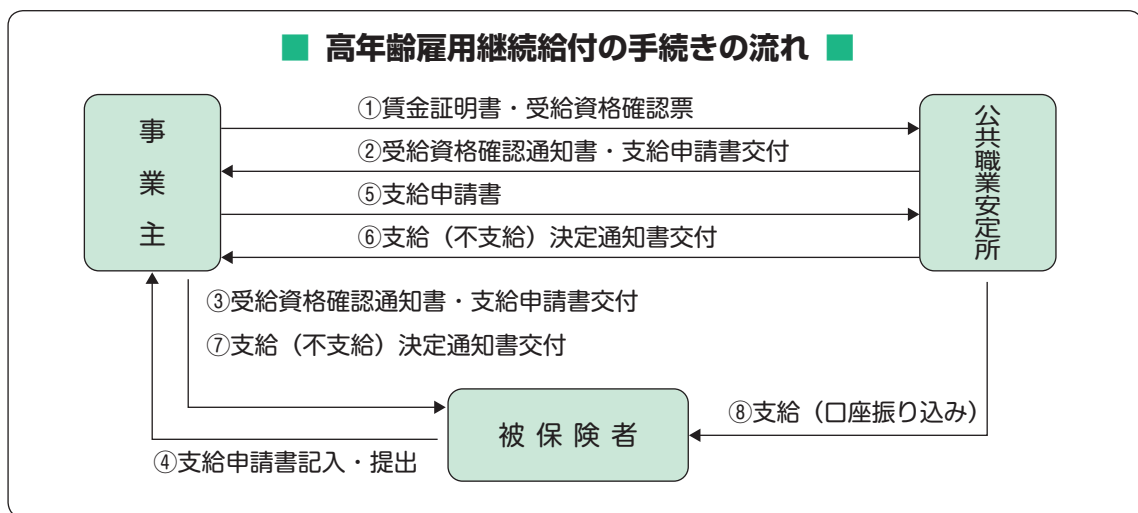 ■ 高年齢雇用継続給付の手続きの流れ ■
事業主
①賃金証明書・受給資格確認票
②受給資格確認通知書・支給申請書交付
⑤支給申請書
⑥支給（不支給）決定通知書交付
公共職業安定所
③受給資格確認通知書・支給申請書交付
⑦支給（不支給）決定通知書交付
被保険者
⑧支給（口座振り込み）
④支給申請書記入・提出